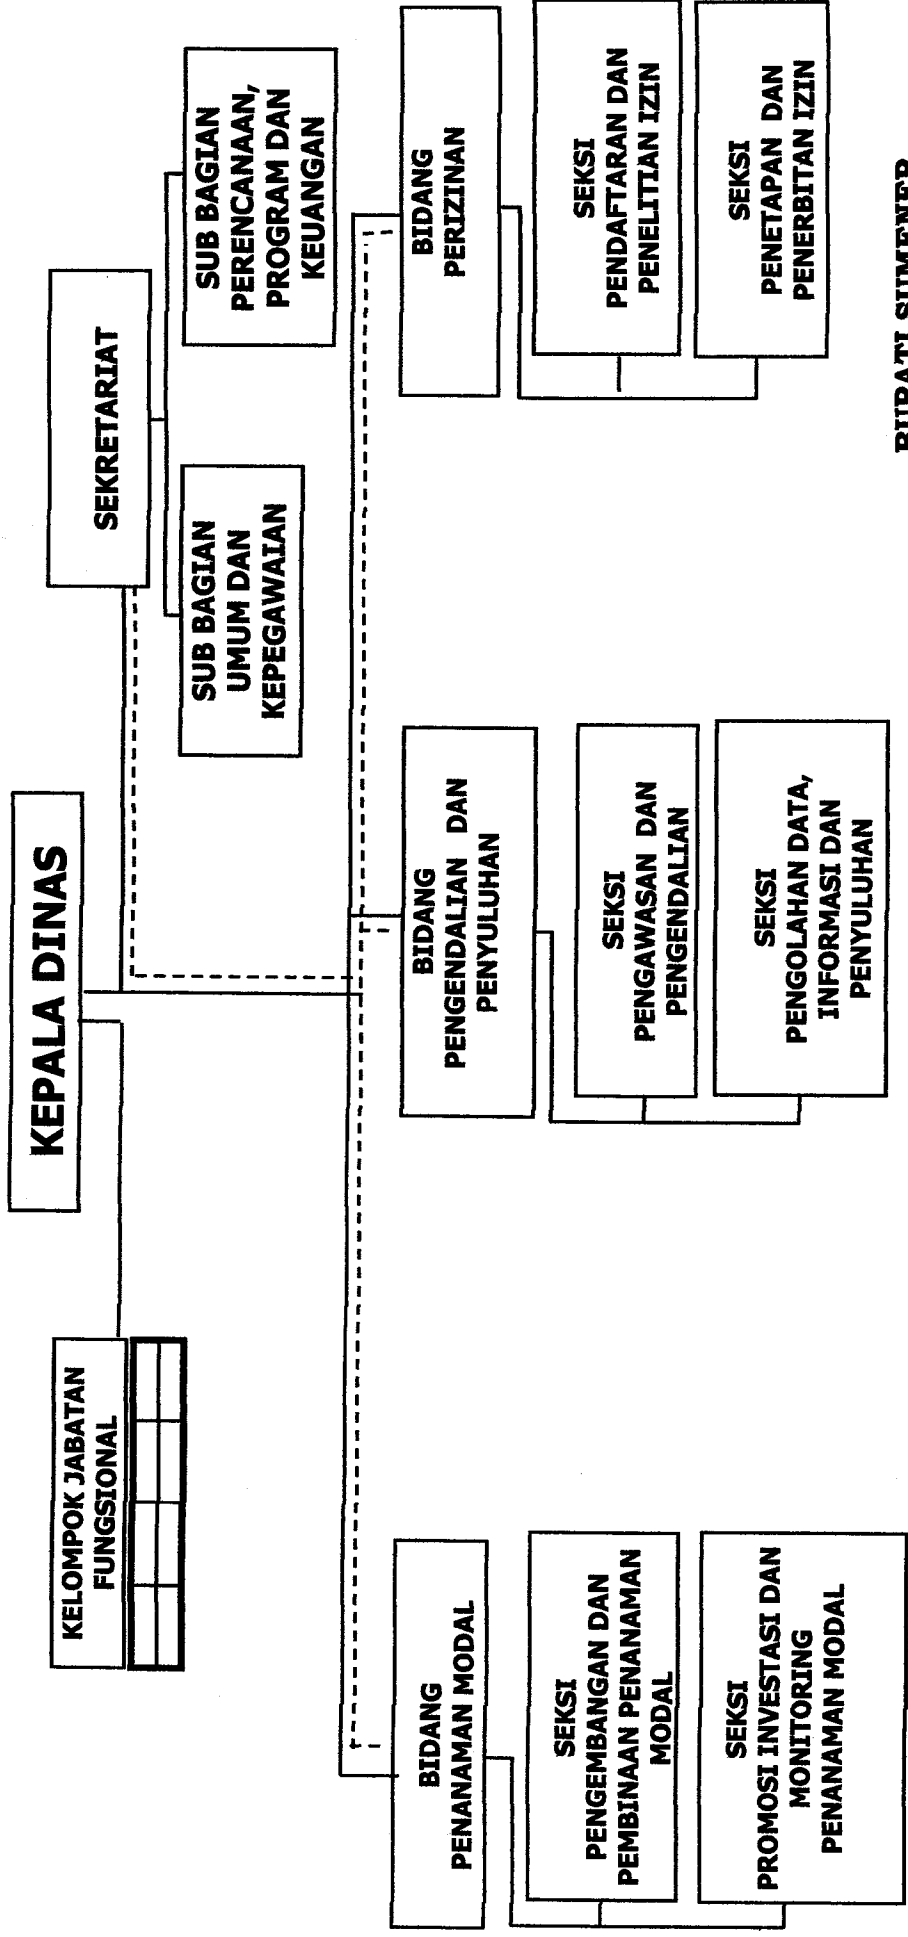 KEPALA DINAS
KELOMPOK JABATAN
FUNGSIONAL
SEKRETARIAT
SUB BAGIAN
UMUM DAN
KEPEGAWAIAN
SUB BAGIAN
PERENCANAAN,
PROGRAM DAN
KEUANGAN
BIDANG
PENANAMAN MODAL
SEKSI
PENGEMBANGAN DAN
PEMBINAAN PENANAMAN
MODAL
SEKSI
PROMOSI INVESTASI DAN
MONITORING
PENANAMAN MODAL
BIDANG
PENGENDALIAN DAN
PENYULUHAN
SEKSI
PENGAWASAN DAN
PENGENDALIAN
SEKSI
PENGOLAHAN DATA,
INFORMASI DAN
PENYULUHAN
BIDANG
PERIZINAN
SEKSI
PENDAFTARAN DAN
PENELITIAN IZIN
SEKSI
PENETAPAN DAN
PENERBITAN IZIN
BUPATI SUMENEP